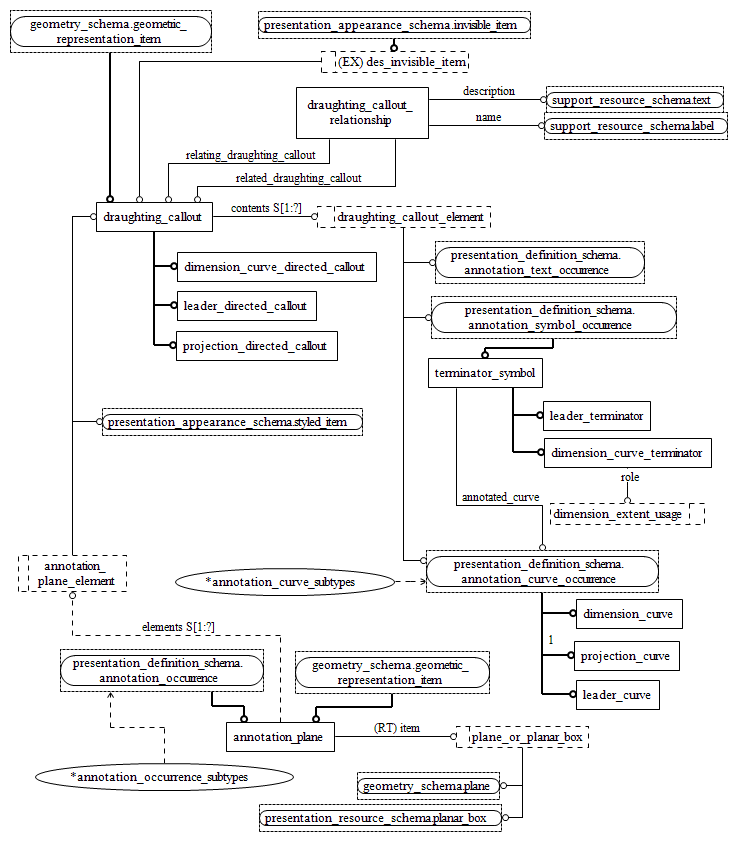 geometry_schema.geometric_
representation_item
presentation_appearance_schema.invisible_item
(EX) des_invisible_item
draughting_callout_
relationship
description
support_resource_schema.text
name
support_resource_schema.label
relating_draughting_callout
related_draughting_callout
draughting_callout
contents S[1:?]
draughting_callout_element
dimension_curve_directed_callout
leader_directed_callout
projection_directed_callout
presentation_definition_schema.
annotation_text_occurrence
presentation_definition_schema.
annotation_symbol_occurrence
terminator_symbol
leader_terminator
dimension_curve_terminator
presentation_appearance_schema.styled_item
role
annotated_curve
dimension_extent_usage
annotation_
plane_element
*annotation_curve_subtypes
presentation_definition_schema.
annotation_curve_occurrence
dimension_curve
1
projection_curve
leader_curve
elements S[1:?]
presentation_definition_schema.
annotation_occurrence
geometry_schema.geometric_
representation_item
annotation_plane
(RT) item
plane_or_planar_box
*annotation_occurrence_subtypes
geometry_schema.plane
presentation_resource_schema.planar_box